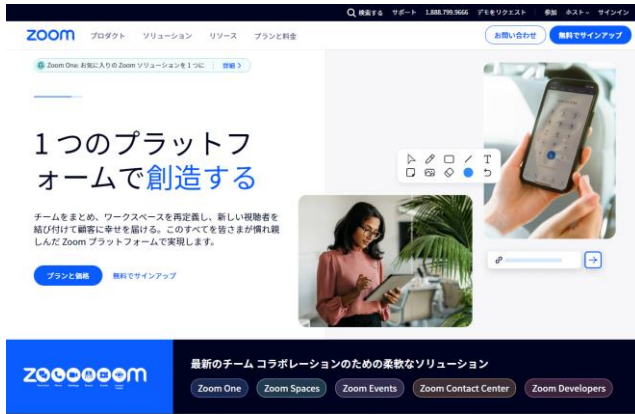 検索する サポート 1.888.799.9666 デモをリクエスト 参加 ホスト サインイン
zoom プロダクト ソリューション リソース プランと料金 お問い合わせ 無料でサインアップ
Zoom One: お気に入りの Zoom ソリューションを 1 つに 詳細
1 つのプラットフ
ォームで創造する
チームをまとめ、ワークスペースを再定義し、新しい視聴者を
結び付けて顧客に幸せを届ける。このすべてを皆さまが慣れ親
しんだ Zoom プラットフォームで実現します。
プランと価格 無料でサインアップ
T
最新のチーム コラボレーションのための柔軟なソリューション
zoooooom
Zoom One Zoom Spaces Zoom Events Zoom Contact Center Zoom Developers